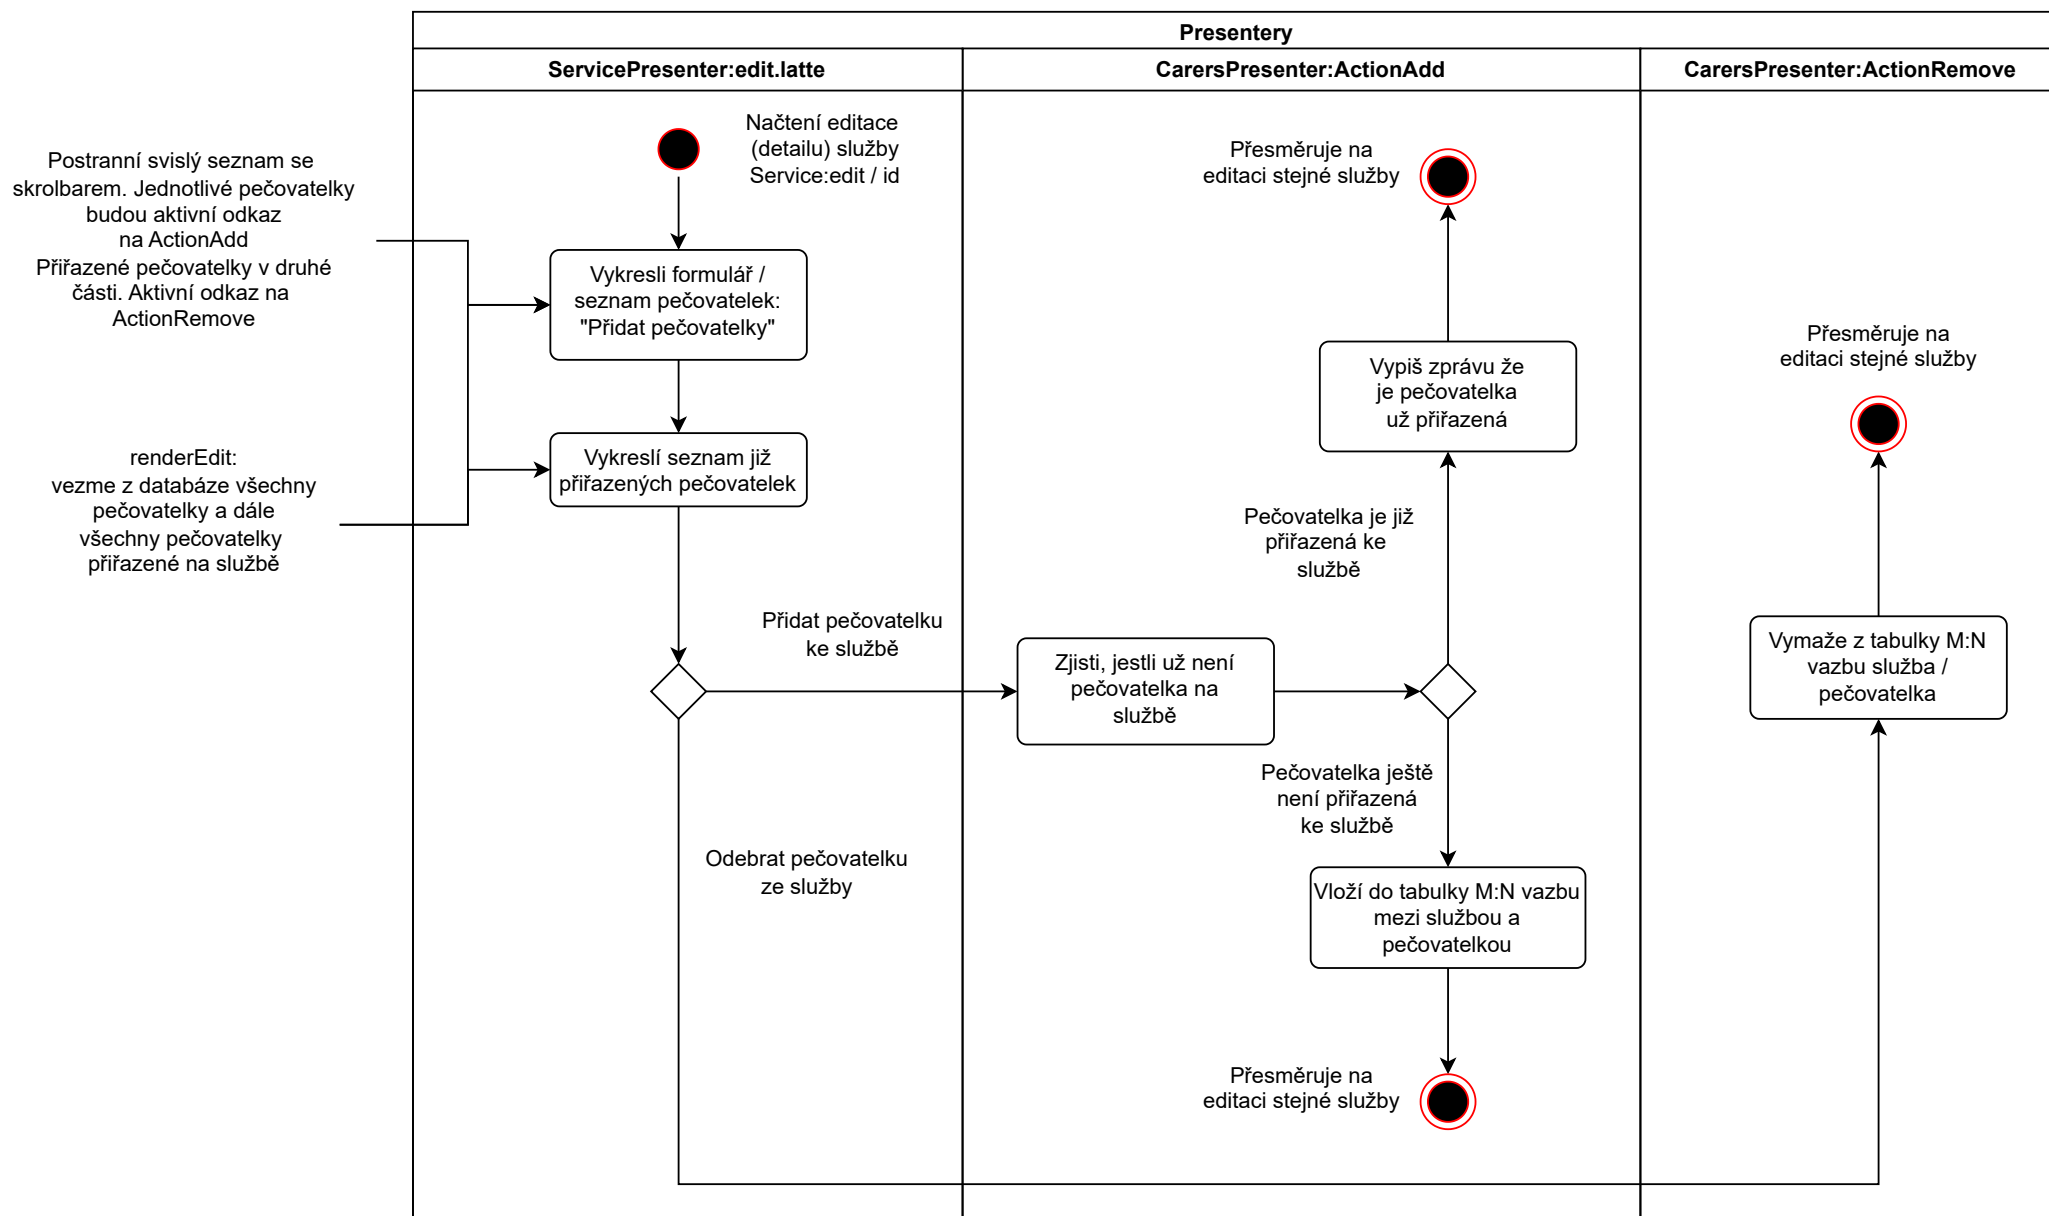 Presentery
ServicePresenter:edit.latte
CarersPresenter:ActionAdd
CarersPresenter:ActionRemove
Postranní svislý seznam se
skrolbarem. Jednotlivé pečovatelky
budou aktivní odkaz
na ActionAdd
Přiřazené pečovatelky v druhé
části. Aktivní odkaz na
ActionRemove
renderEdit:
vezme z databáze všechny
pečovatelky a dále
všechny pečovatelky
přiřazené na službě
Načtení editace
(detailu) služby
Service:edit / id
Vykresli formulář /
seznam pečovatelek:
"Přidat pečovatelky"
Vykreslí seznam již
přiřazených pečovatelek
Přidat pečovatelku
ke službě
Odebrat pečovatelku
ze služby
Přesměruje na
editaci stejné služby
Vypiš zprávu že
je pečovatelka
už přiřazená
Pečovatelka je již
přiřazená ke
službě
Zjisti, jestli už není
pečovatelka na
službě
Pečovatelka ještě
není přiřazená
ke službě
Vloží do tabulky M:N vazbu
mezi službou a
pečovatelkou
Přesměruje na
editaci stejné služby
Přesměruje na
editaci stejné služby
Vymaže z tabulky M:N
vazbu služba /
pečovatelka